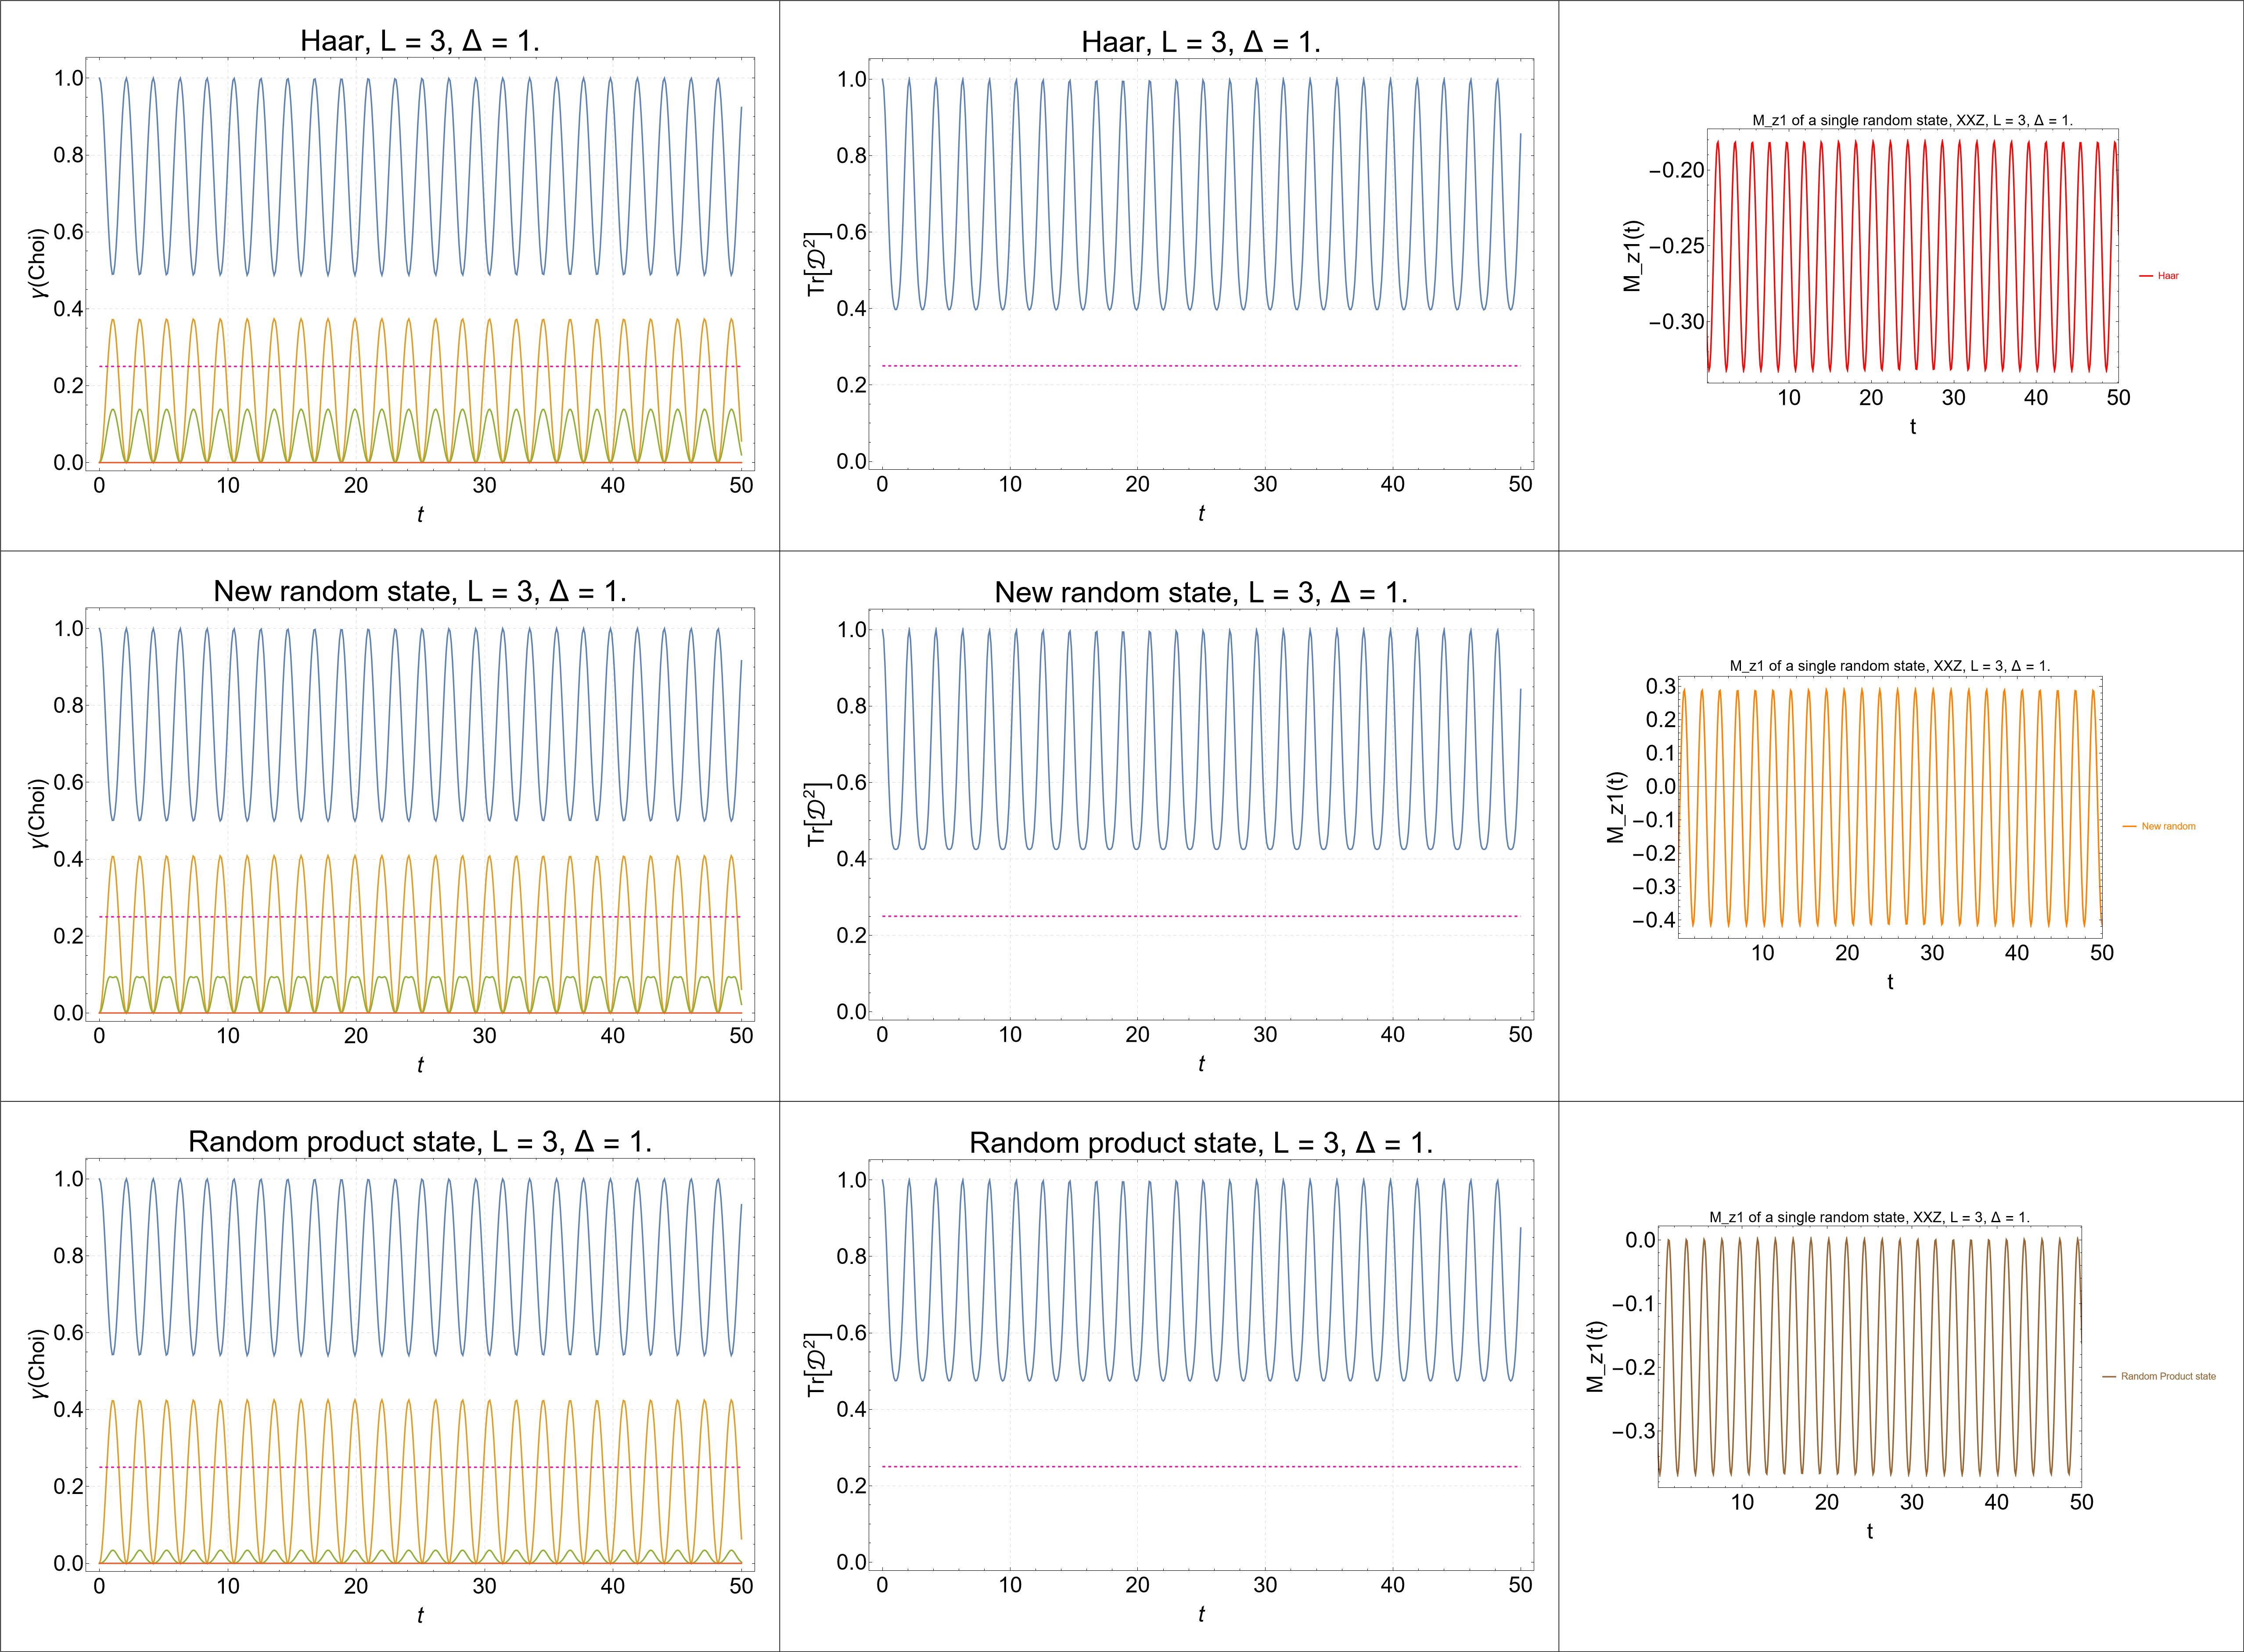 Haar, L = 3, Δ = 1.
γ(Choi)
1.0
0.8
0.6
0.4
0.2
0.0
0 10 20 30 40 50
t
Haar, L = 3, Δ = 1.
Tr[𝒟²]
1.0
0.8
0.6
0.4
0.2
0.0
0 10 20 30 40 50
t
M_z1 of a single random state, XXZ, L = 3, Δ = 1.
M_z1(t)
−0.20
−0.25
−0.30
10 20 30 40 50
t
Haar
New random state, L = 3, Δ = 1.
γ(Choi)
1.0
0.8
0.6
0.4
0.2
0.0
0 10 20 30 40 50
t
New random state, L = 3, Δ = 1.
Tr[𝒟²]
1.0
0.8
0.6
0.4
0.2
0.0
0 10 20 30 40 50
t
M_z1 of a single random state, XXZ, L = 3, Δ = 1.
M_z1(t)
0.3
0.2
0.1
0.0
−0.1
−0.2
−0.3
−0.4
10 20 30 40 50
t
New random
Random product state, L = 3, Δ = 1.
γ(Choi)
1.0
0.8
0.6
0.4
0.2
0.0
0 10 20 30 40 50
t
Random product state, L = 3, Δ = 1.
Tr[𝒟²]
1.0
0.8
0.6
0.4
0.2
0.0
0 10 20 30 40 50
t
M_z1 of a single random state, XXZ, L = 3, Δ = 1.
M_z1(t)
0.0
−0.1
−0.2
−0.3
10 20 30 40 50
t
Random Product state